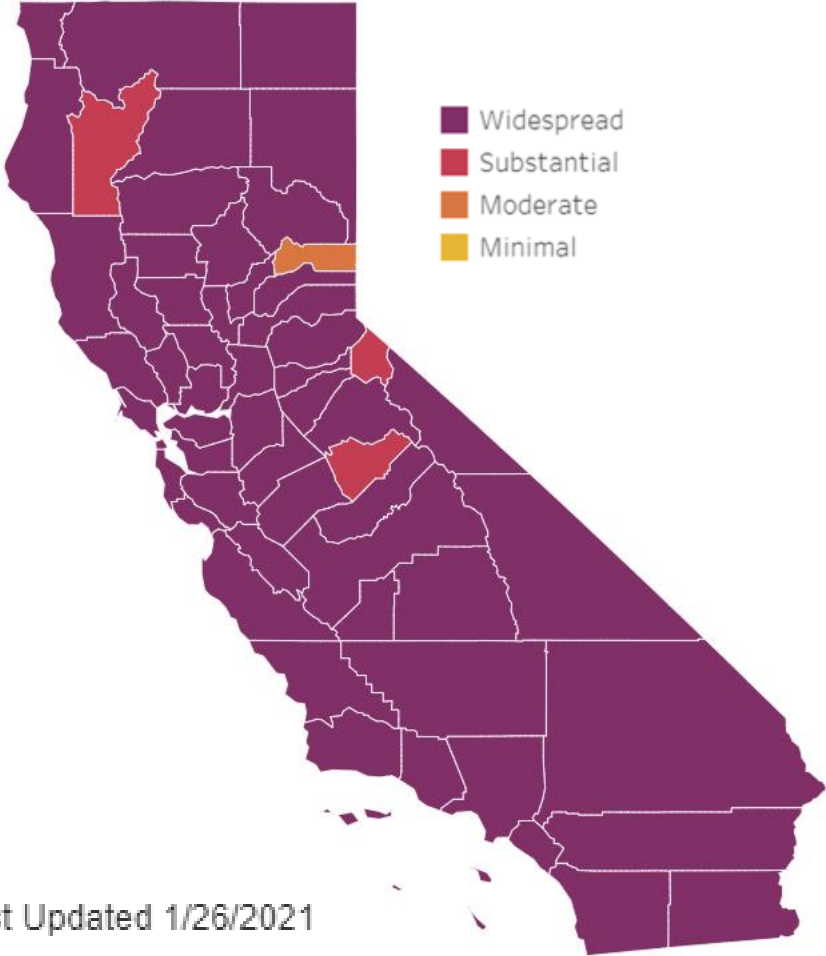 Widespread
Substantial
Moderate
Minimal
t Updated 1/26/2021